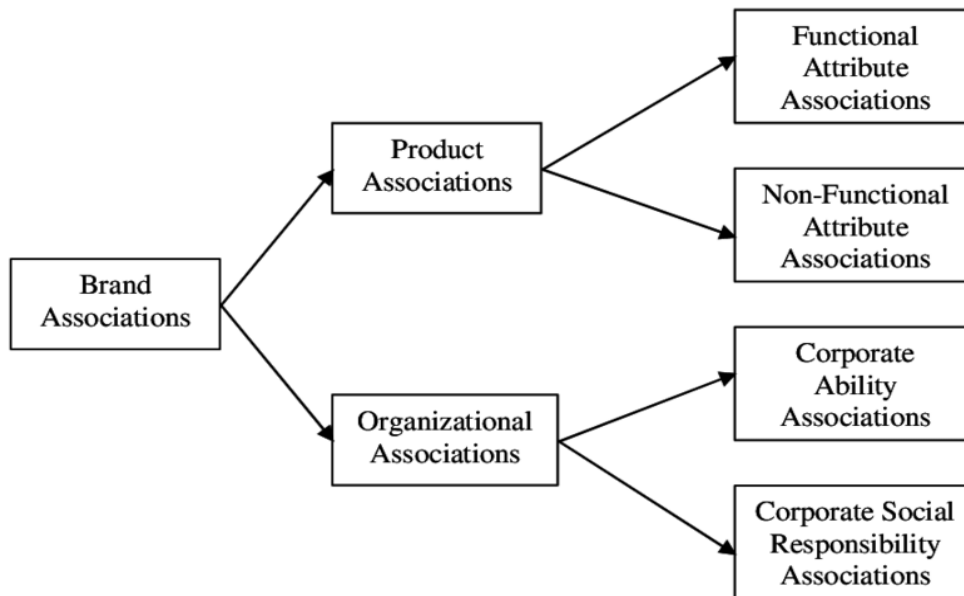 Functional
Attribute
Associations
Product
Associations
Non-Functional
Attribute
Associations
Brand
Associations
Corporate
Ability
Associations
Organizational
Associations
Corporate Social
Responsibility
Associations